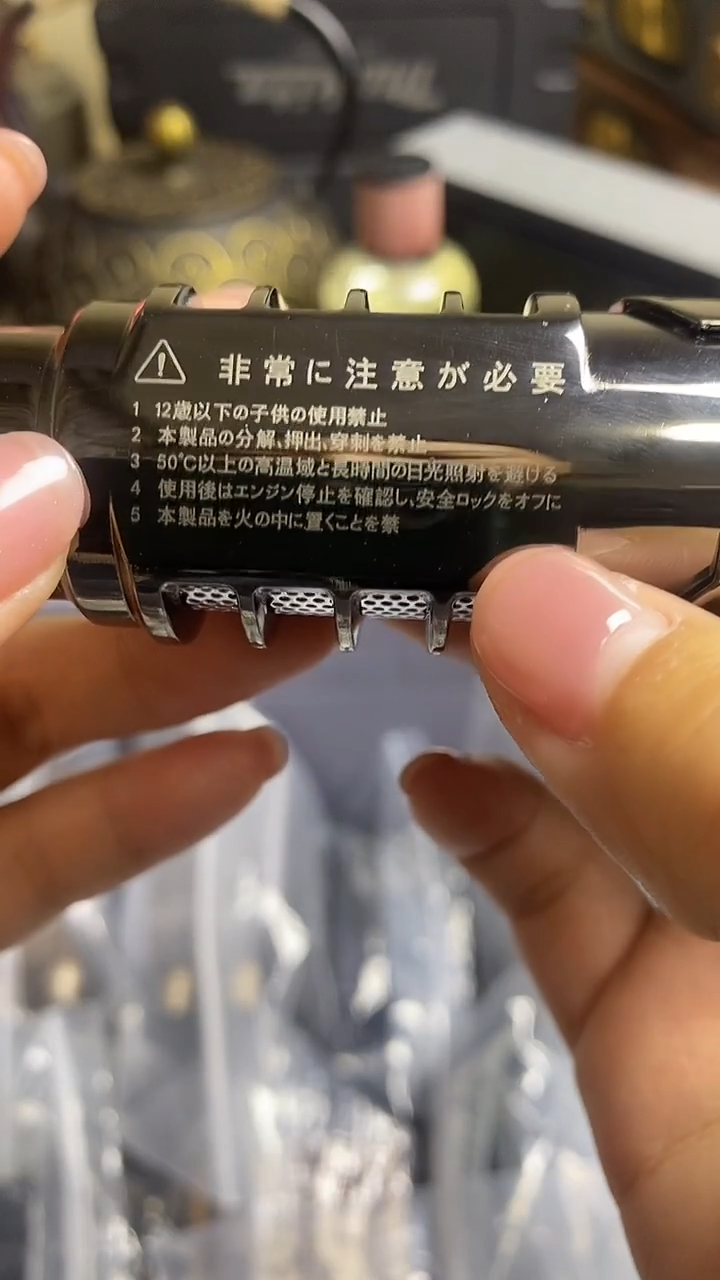 非常に注意が必要
1 12歳以下の子供の使用禁止
2 本製品の分解、押出、穿刺を禁止
3 50℃以上の高温域と長時間の日光照射を避ける
4 使用後はエンジン停止を確認し、安全ロックをオフに
5 本製品を火の中に置くことを禁